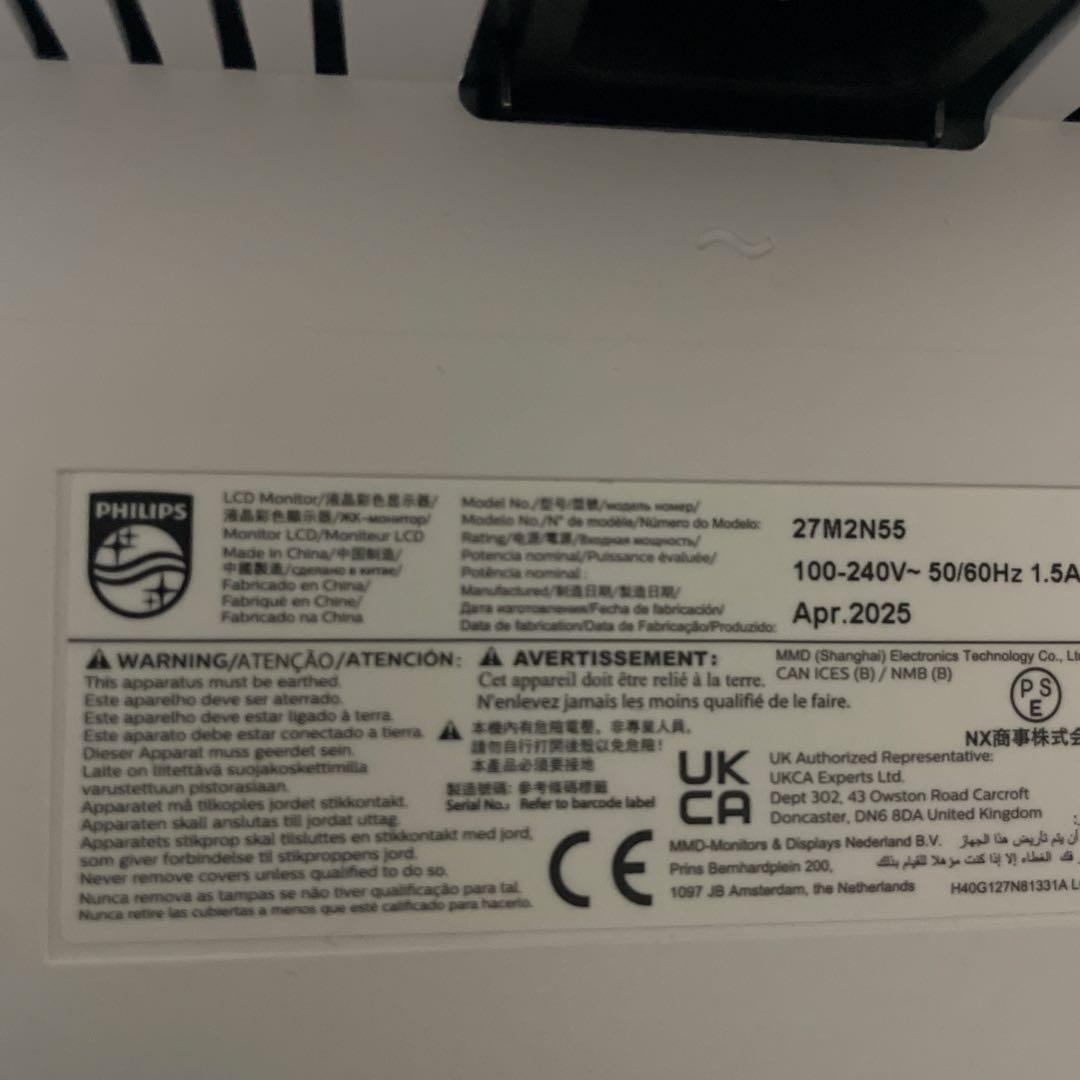 PHILIPS
LCD Monitor/液晶彩色显示器/
液晶彩色顯示器/ЖК-монитор/
Monitor LCD/Moniteur LCD
Made in China/中国制造/
中國製造/сделано в китае/
Fabricado en China/
Fabriqué en Chine/
Fabricado na China
Model No./型号/型號/модель номер/
Modelo No./N° de modèle/Número do Modelo:
27M2N55
Rating/电源/電源/Входная мощность/
Potencia nominal/Puissance évaluée/
Potência nominal:
100-240V~ 50/60Hz 1.5A
Manufactured/制造日期/製造日期/
Дата изготовления/Fecha de fabricación/
Data de fabrication/Data de Fabricação/Produzido:
Apr.2025
WARNING/ATENÇÃO/ATENCIÓN:
This apparatus must be earthed.
Este aparelho deve ser aterrado.
Este aparelho deve estar ligado à terra.
Este aparato debe estar conectado a tierra.
Dieser Apparat muss geerdet sein.
Laite on liitettävä suojakoskettimilla
varustettuun pistorasiaan.
Apparatet må tilkoples jordet stikkontakt.
Apparaten skall anslutas till jordat uttag.
Apparatets stikprop skal tilsluttes en stikkontakt med jord,
som giver forbindelse til stikproppens jord.
Never remove covers unless qualified to do so.
Nunca remova as tampas se não tiver qualificação para tal.
Nunca retire las cubiertas a menos que esté calificado para hacerlo.
AVERTISSEMENT:
Cet appareil doit être relié à la terre.
N'enlevez jamais les moins qualifié de le faire.
本機內有危險電壓，非專業人員，
請勿自行打開後殼以免危險！
本產品必須要接地
製造號碼: 參考條碼標籤
Serial No.: Refer to barcode label
CE
MMD (Shanghai) Electronics Technology Co., Lt
CAN ICES (B) / NMB (B)
PS
E
NX商事株式会
UK
CA
UK Authorized Representative:
UKCA Experts Ltd.
Dept 302, 43 Owston Road Carcroft
Doncaster, DN6 8DA United Kingdom
MMD-Monitors & Displays Nederland B.V.
Prins Bernhardplein 200,
1097 JB Amsterdam, the Netherlands
أن يتم تأريض هذا الجهاز
فك الغطاء إلا إذا كنت مؤهلا للقيام بذلك
H40G127N81331A